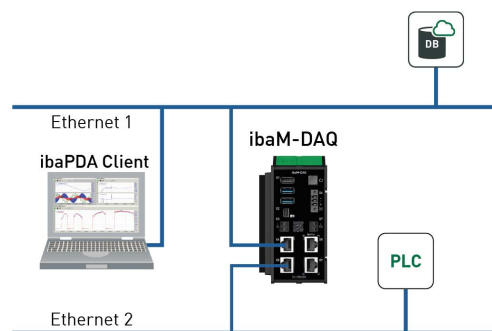 DB
Ethernet 1
ibaPDA Client
ibaM-DAQ
PLC
Ethernet 2